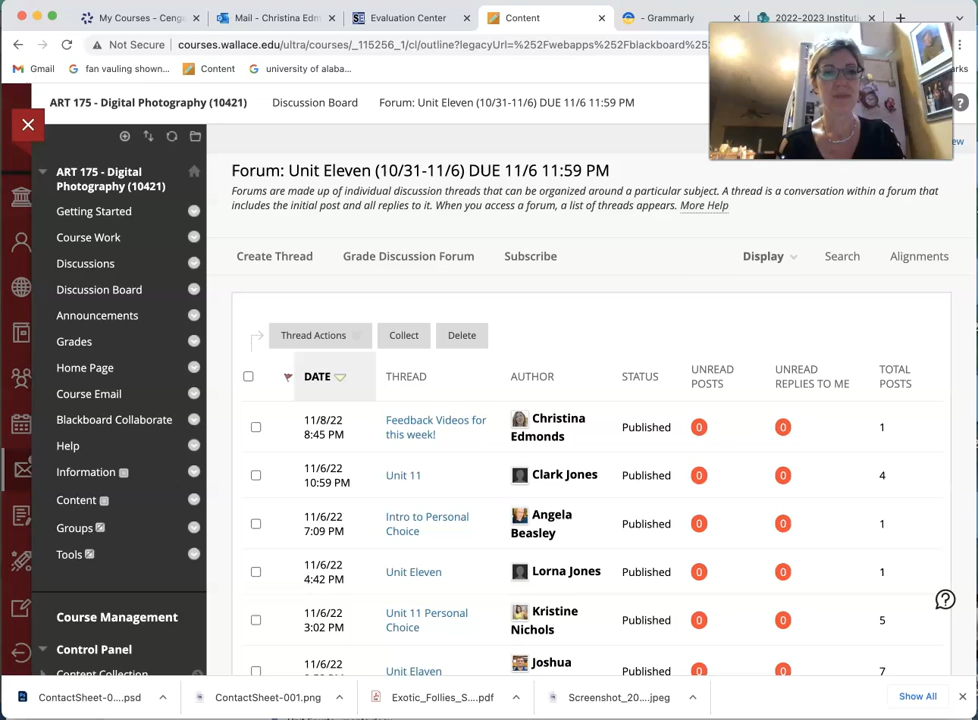 My Courses - Ceng
Mail - Christina Edm
Evaluation Center
Content
- Grammarly
2022-2023 Instituti
Not Secure
courses.wallace.edu/ultra/courses/_115256_1/cl/outline?legacyUrl=%252Fwebapps%252Fblackboard%252
Gmail
fan vauling shown...
Content
university of alaba...
arks
ART 175 - Digital Photography (10421)
Discussion Board
Forum: Unit Eleven (10/31-11/6) DUE 11/6 11:59 PM
ew
ART 175 - Digital
Photography (10421)
Getting Started
Course Work
Discussions
Discussion Board
Announcements
Grades
Home Page
Course Email
Blackboard Collaborate
Help
Information
Content
Groups
Tools
Course Management
Control Panel
Content Collection
Forum: Unit Eleven (10/31-11/6) DUE 11/6 11:59 PM
Forums are made up of individual discussion threads that can be organized around a particular subject. A thread is a conversation within a forum that
includes the initial post and all replies to it. When you access a forum, a list of threads appears. More Help
Create Thread
Grade Discussion Forum
Subscribe
Display
Search
Alignments
Thread Actions
Collect
Delete
DATE
THREAD
AUTHOR
STATUS
UNREAD
POSTS
UNREAD
REPLIES TO ME
TOTAL
POSTS
11/8/22
8:45 PM
Feedback Videos for
this week!
Christina
Edmonds
Published
0
0
1
11/6/22
10:59 PM
Unit 11
Clark Jones
Published
0
0
4
11/6/22
7:09 PM
Intro to Personal
Choice
Angela
Beasley
Published
0
0
1
11/6/22
4:42 PM
Unit Eleven
Lorna Jones
Published
0
0
1
11/6/22
3:02 PM
Unit 11 Personal
Choice
Kristine
Nichols
Published
0
0
5
11/6/22
Unit Elaven
Joshua
Published
0
0
7
ContactSheet-0....psd
ContactSheet-001.png
Exotic_Follies_S....pdf
Screenshot_20....jpeg
Show All